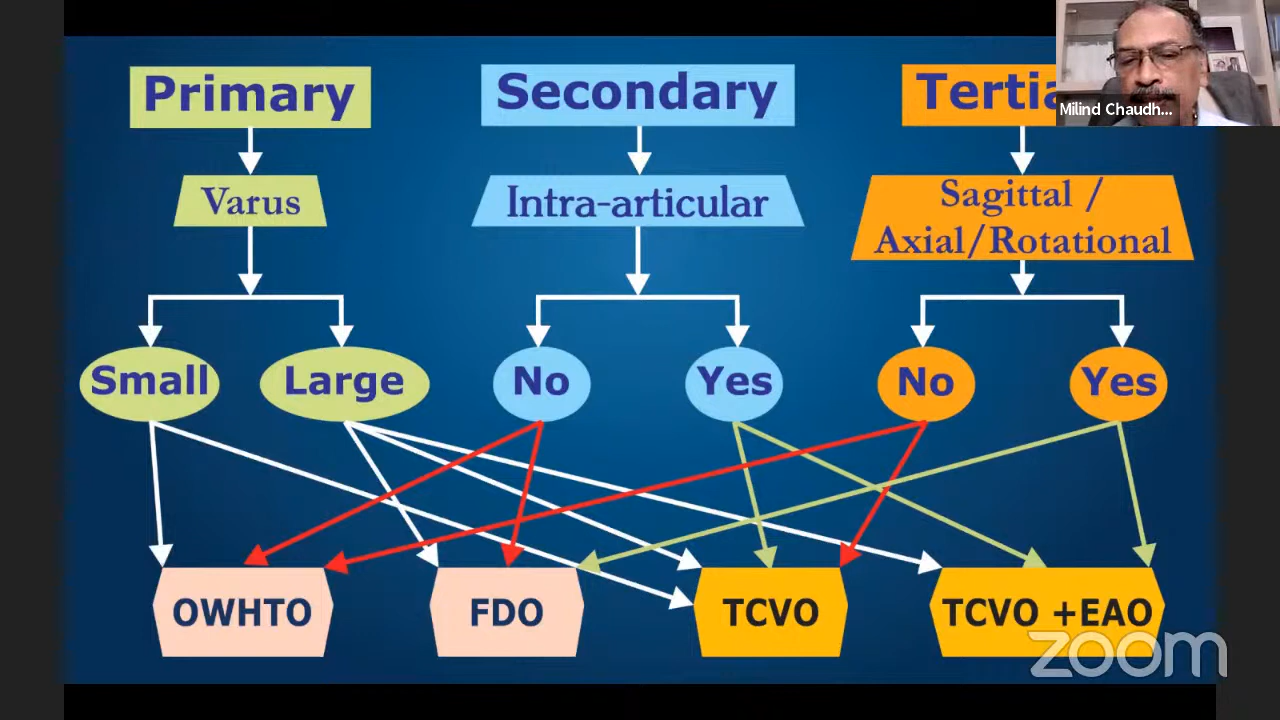 Primary
Secondary
Tertia
Milind Chaudh...
Varus
Intra-articular
Sagittal /
Axial/Rotational
Small
Large
No
Yes
No
Yes
OWHTO
FDO
TCVO
TCVO +EAO
zoom